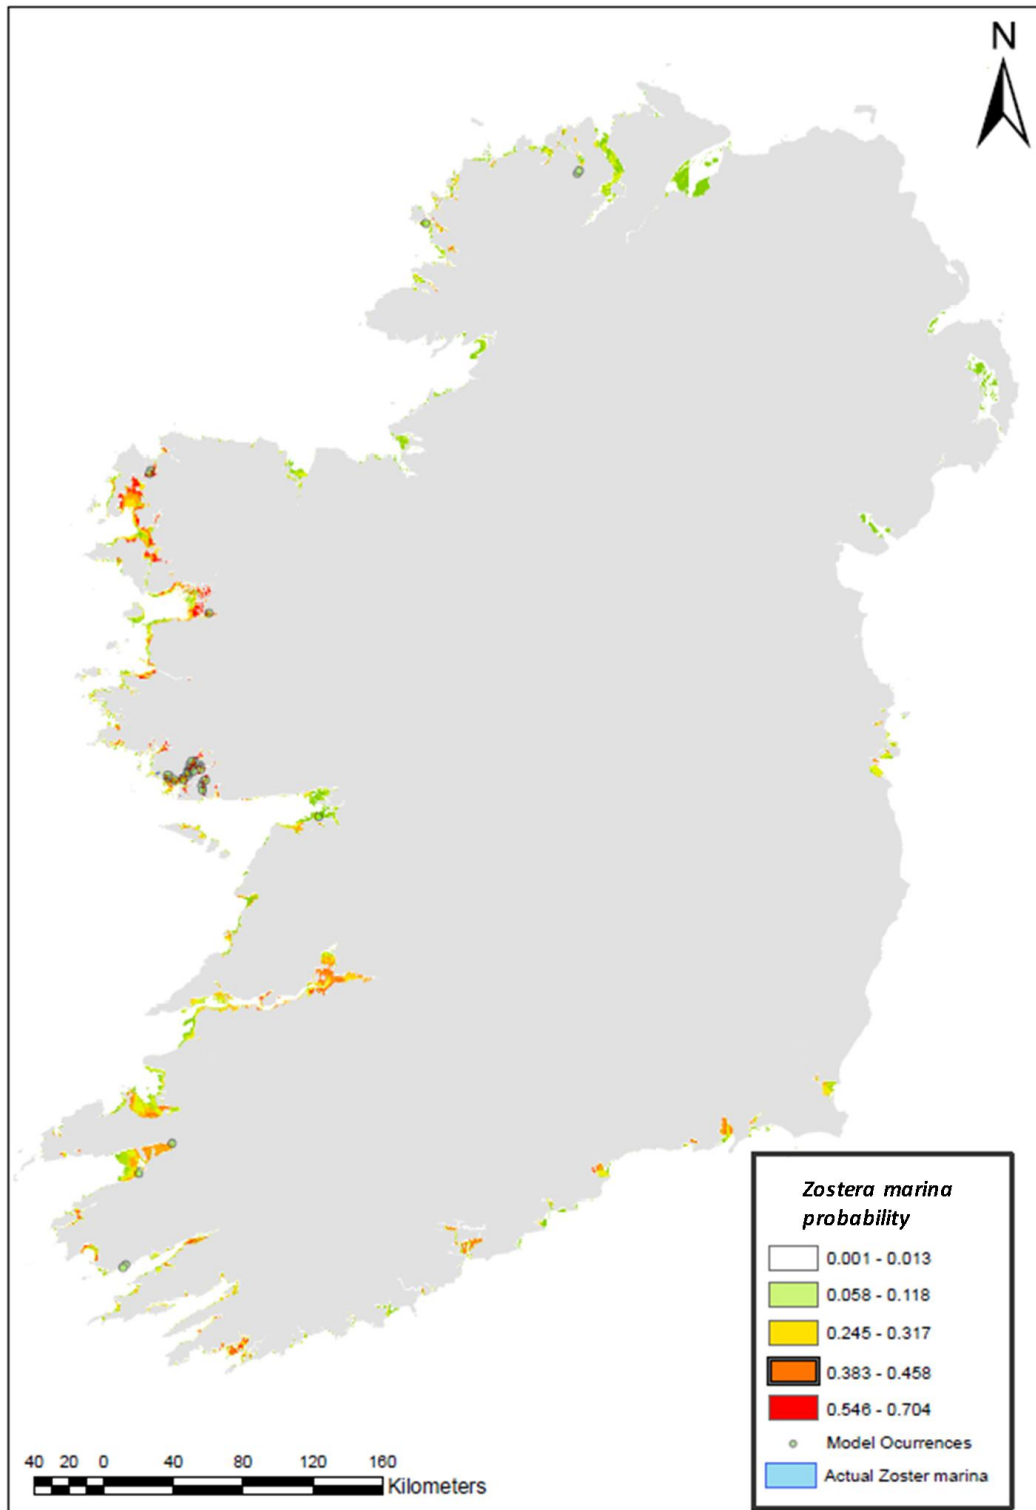 N
Zostera marina
probability
0.001 - 0.013
0.058 - 0.118
0.245 - 0.317
0.383 - 0.458
0.546 - 0.704
Model Ocurrences
Actual Zoster marina
40 20 0 40 80 120 160
Kilometers